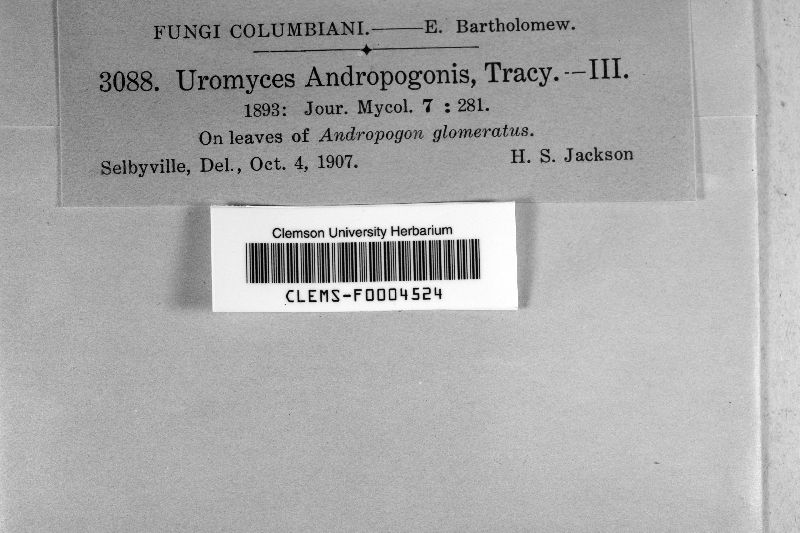 FUNGI COLUMBIANI.——E. Bartholomew.
3088. Uromyces Andropogonis, Tracy.—III.
1893: Jour. Mycol. 7 : 281.
On leaves of Andropogon glomeratus.
Selbyville, Del., Oct. 4, 1907. H. S. Jackson
Clemson University Herbarium
CLEMS-F0004524